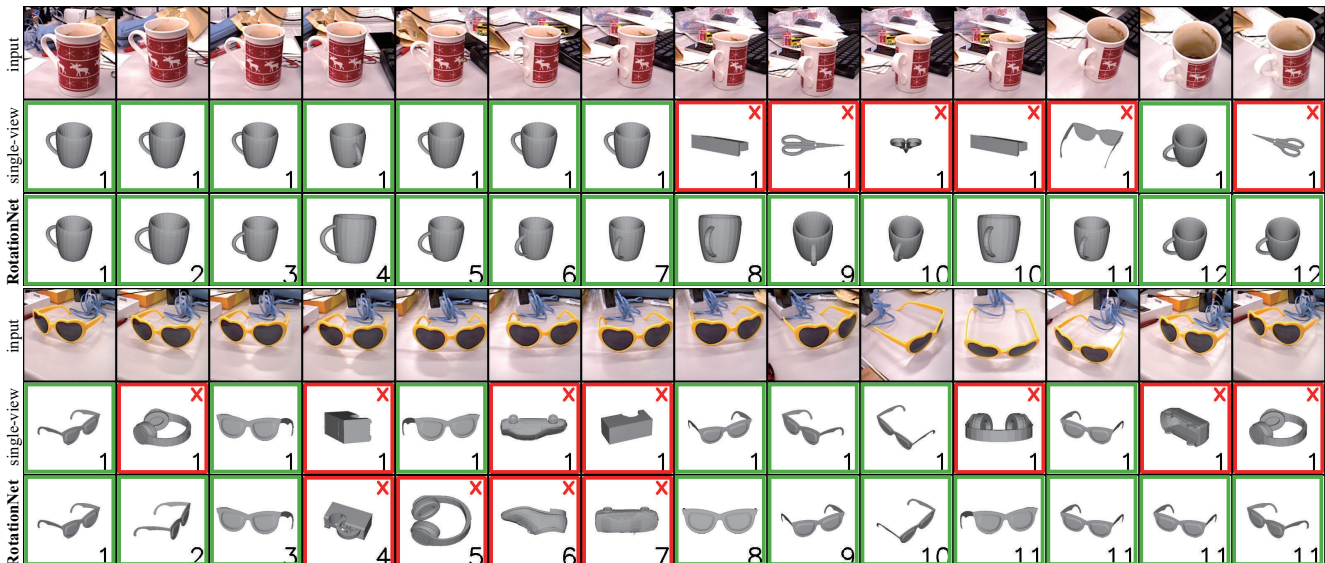 input
single-view
X X X X X X
1 1 1 1 1 1 1 1 1 1 1 1 1 1
RotationNet
1 2 3 4 5 6 7 8 9 10 10 11 12 12
input
single-view
X X X X X X X
1 1 1 1 1 1 1 1 1 1 1 1 1 1
RotationNet
X X X X
1 2 3 4 5 6 7 8 9 10 11 11 11 11